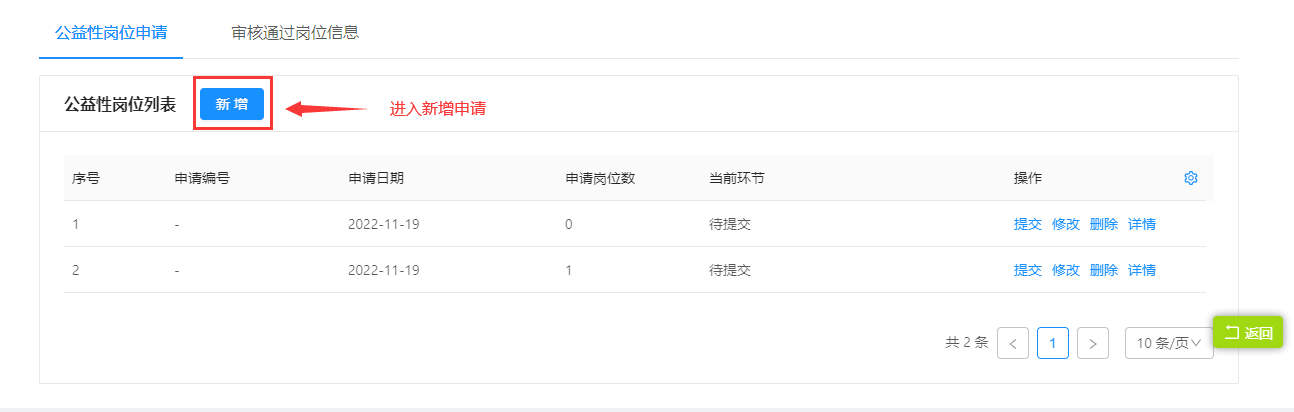 公益性岗位申请 审核通过岗位信息
公益性岗位列表 新增 进入新增申请
序号 申请编号 申请日期 申请岗位数 当前环节 操作
1 - 2022-11-19 0 待提交 提交 修改 删除 详情
2 - 2022-11-19 1 待提交 提交 修改 删除 详情
返回
共 2 条 < 1 > 10 条/页